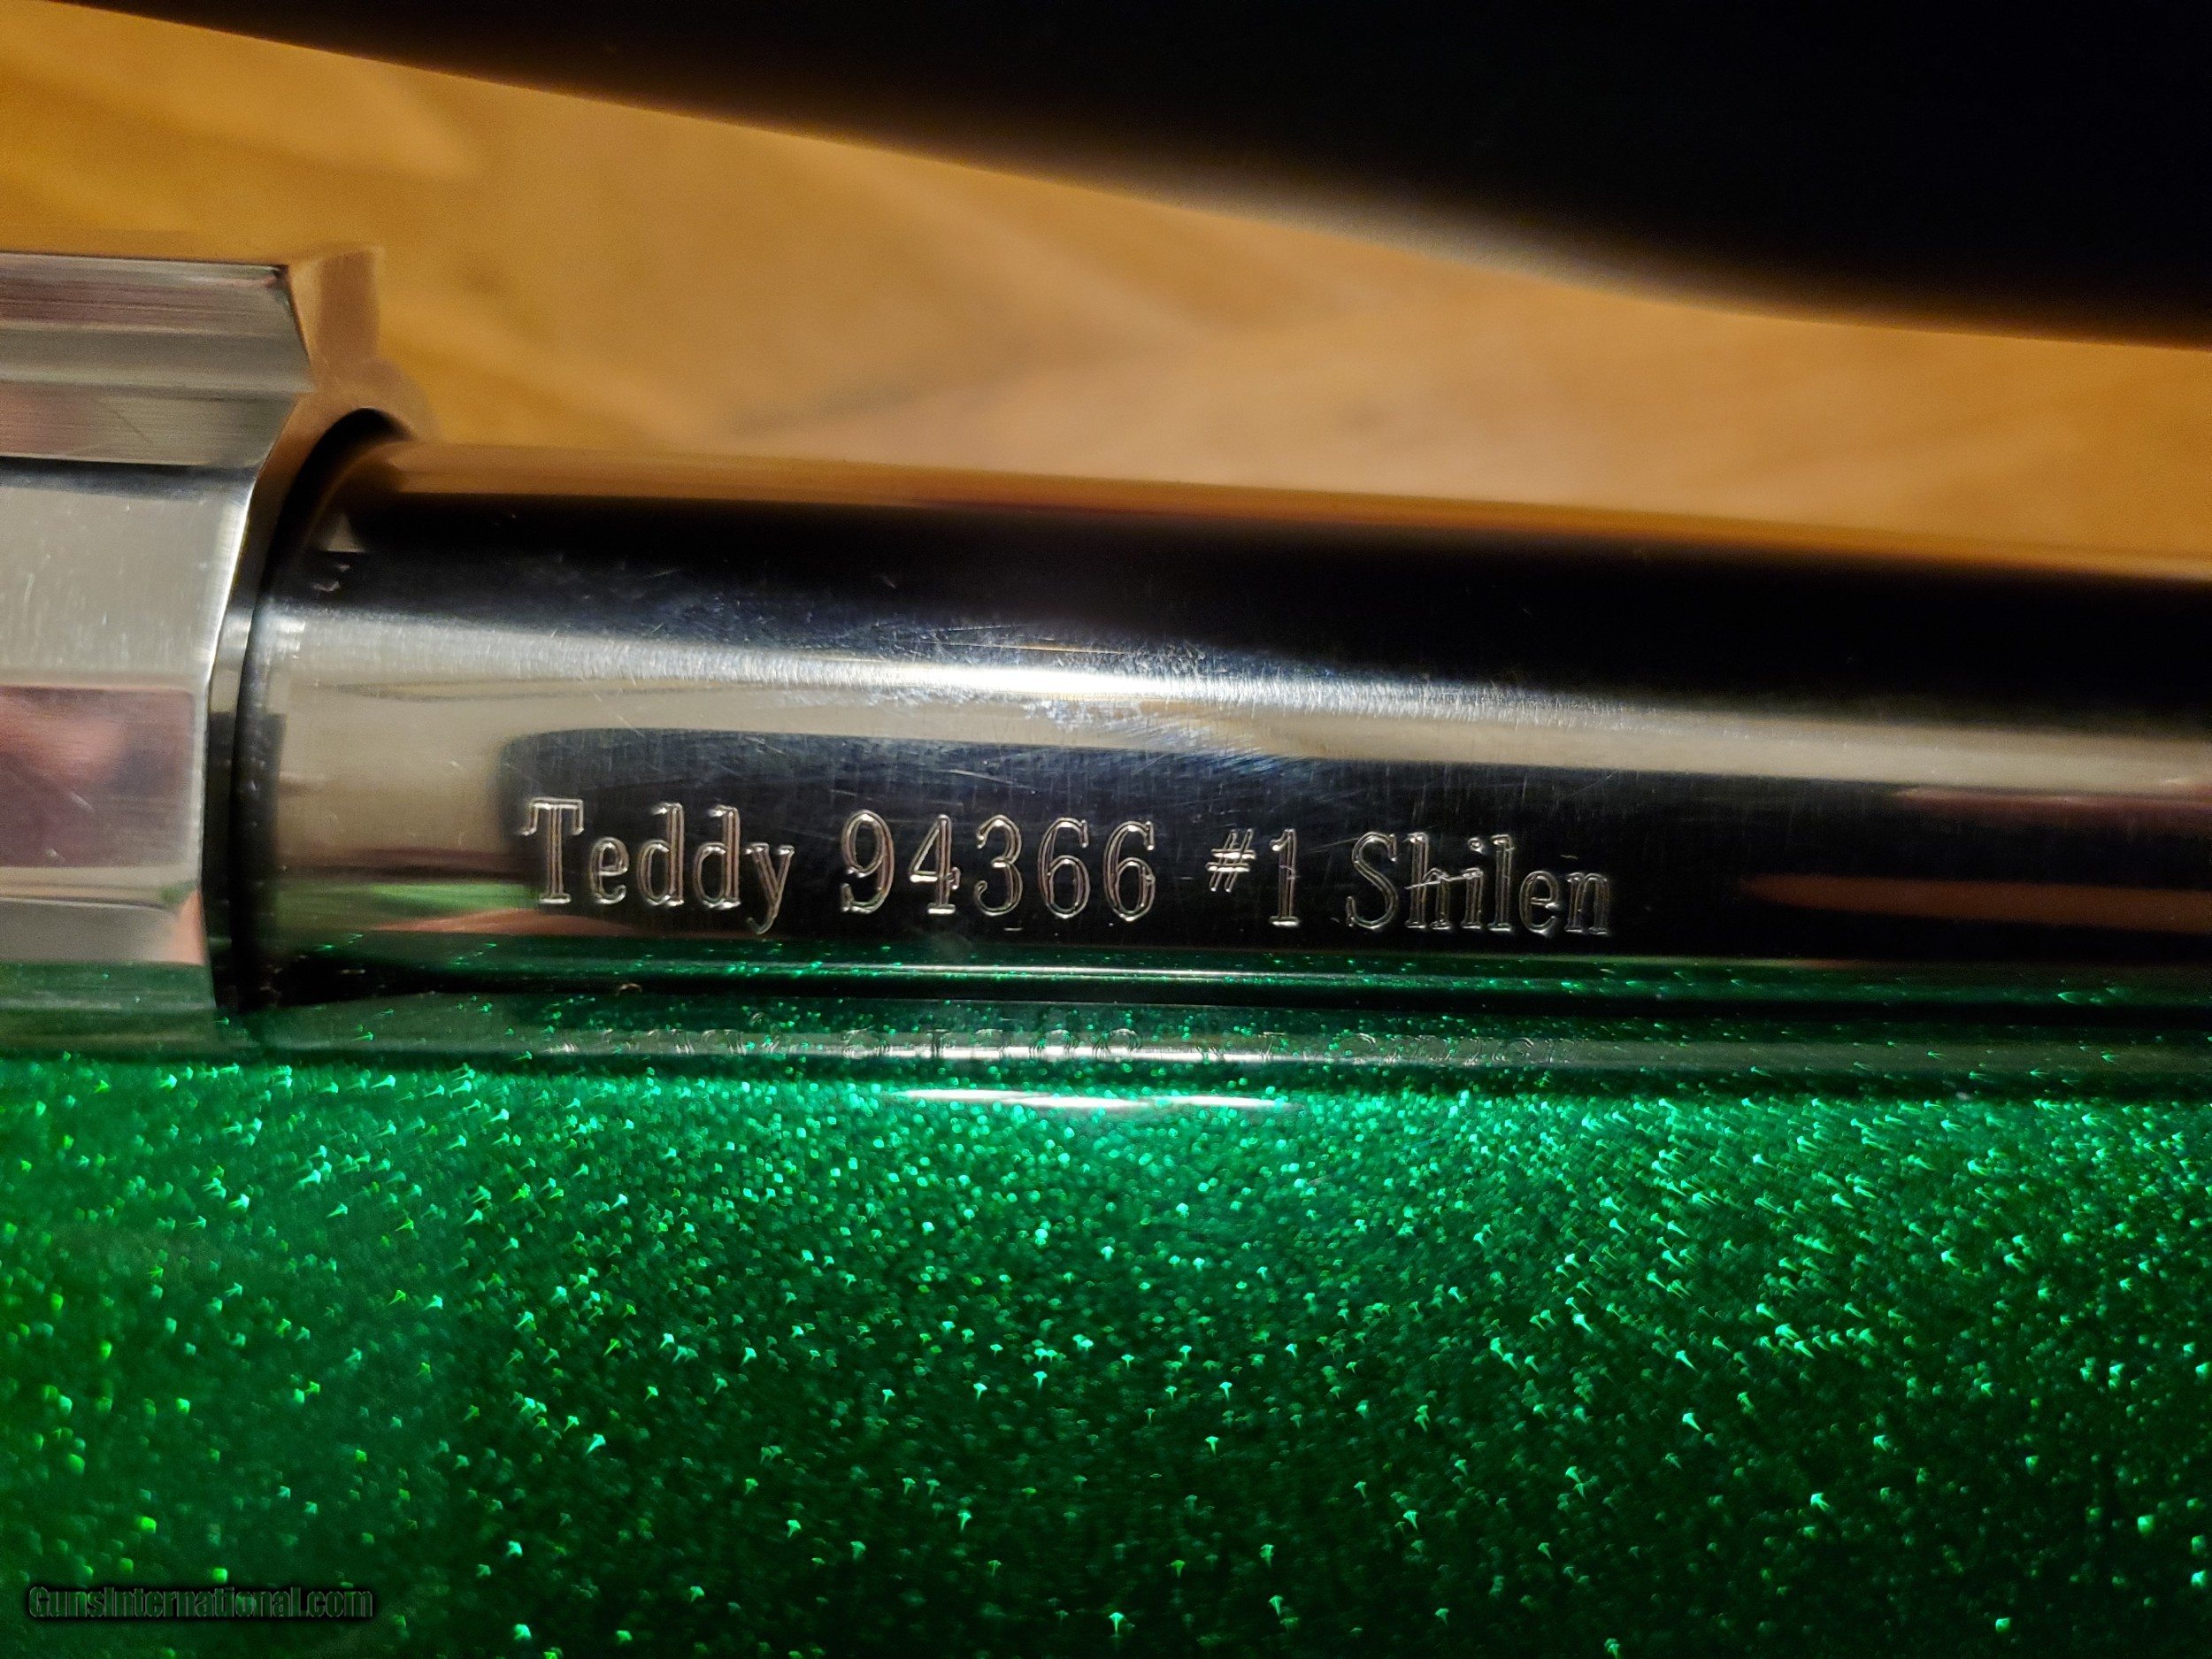 Teddy 94366 #1 Shilen
GunsInternational.com